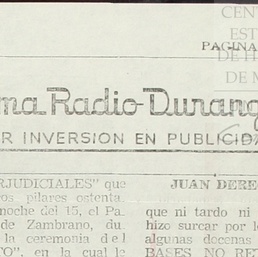 CEN
EST
PAGINA
DE H
DE M
ma Radio Durang
R INVERSION EN PUBLICIDA
RJUDICIALES" que
os pilares ostenta
noche del 15, el Pa
de Zambrano, du
la ceremonia del
TO", en la cual le
JUAN DERE
que ni tardo ni
hizo surcar por l
algunas docenas
BASES NO RE